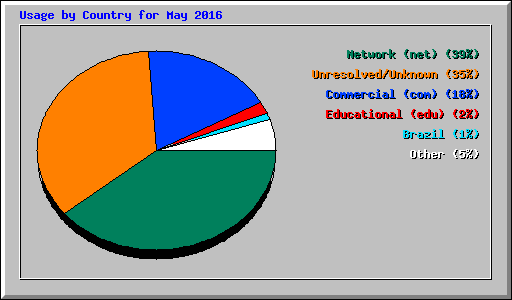 Usage by Country for May 2016
Network (net) (39%)
Unresolved/Unknown (35%)
Commercial (com) (18%)
Educational (edu) (2%)
Brazil (1%)
Other (5%)